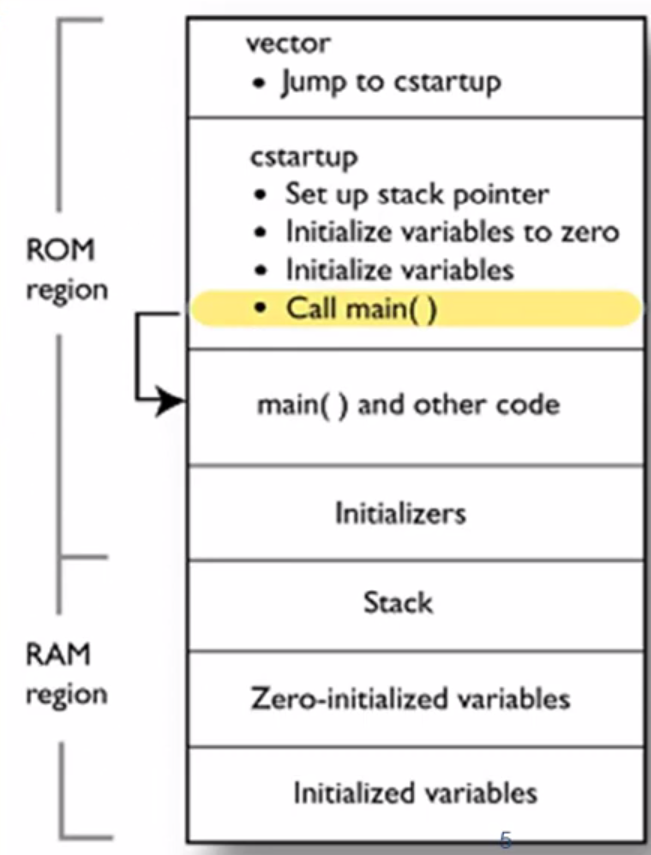 vector
• Jump to cstartup
cstartup
• Set up stack pointer
• Initialize variables to zero
• Initialize variables
• Call main( )
ROM
region
main( ) and other code
Initializers
Stack
RAM
region
Zero-initialized variables
Initialized variables
5